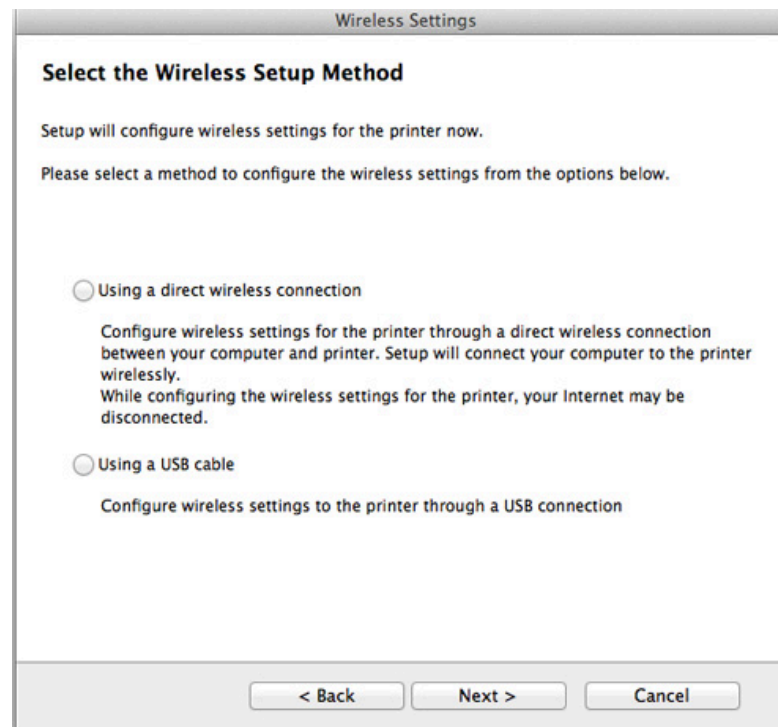 Wireless Settings
Select the Wireless Setup Method
Setup will configure wireless settings for the printer now.
Please select a method to configure the wireless settings from the options below.
Using a direct wireless connection
Configure wireless settings for the printer through a direct wireless connection
between your computer and printer. Setup will connect your computer to the printer
wirelessly.
While configuring the wireless settings for the printer, your Internet may be
disconnected.
Using a USB cable
Configure wireless settings to the printer through a USB connection
< Back Next > Cancel